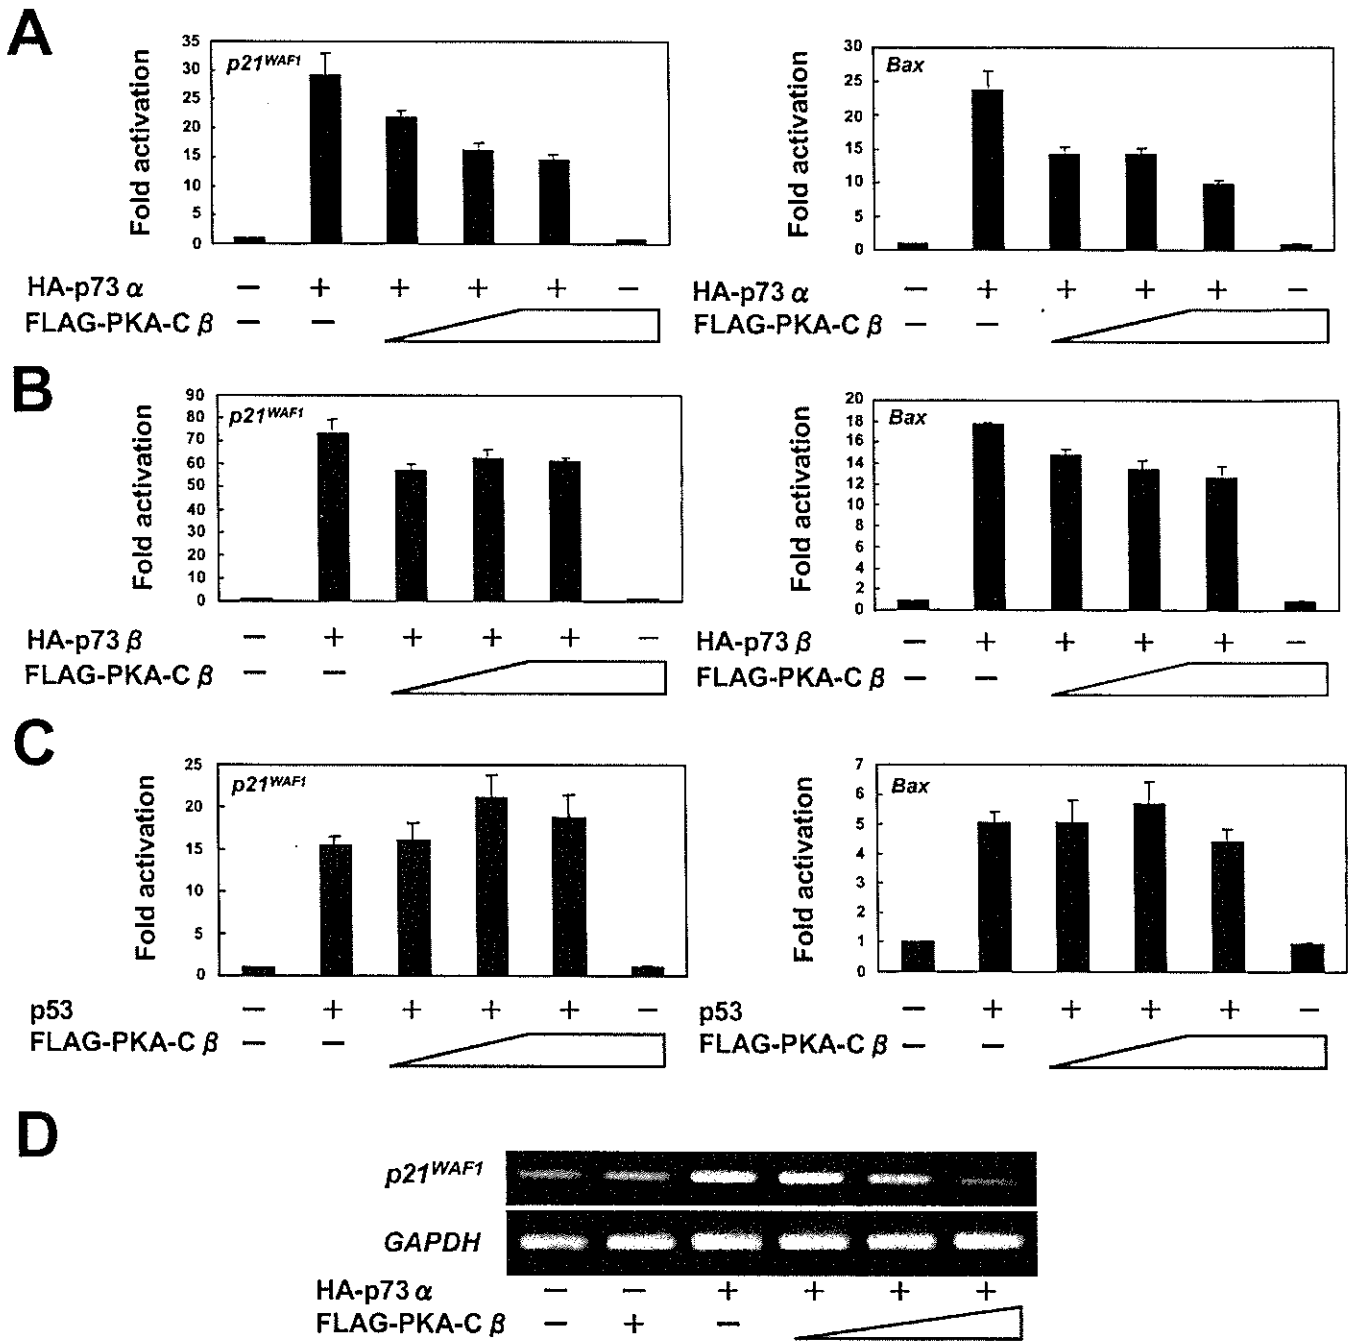 A
p21WAF1
Fold activation
35
30
25
20
15
10
5
0
HA-p73 α − + + + + −
FLAG-PKA-C β − −
Bax
Fold activation
30
25
20
15
10
5
0
HA-p73 α − + + + + −
FLAG-PKA-C β − −
B
p21WAF1
Fold activation
90
80
70
60
50
40
30
20
10
0
HA-p73 β − + + + + −
FLAG-PKA-C β − −
Bax
Fold activation
20
18
16
14
12
10
8
6
4
2
0
HA-p73 β − + + + + −
FLAG-PKA-C β − −
C
p21WAF1
Fold activation
25
20
15
10
5
0
p53 − + + + + −
FLAG-PKA-C β − −
Bax
Fold activation
7
6
5
4
3
2
1
0
p53 − + + + + −
FLAG-PKA-C β − −
D
p21WAF1
GAPDH
HA-p73 α − − + + + +
FLAG-PKA-C β − + −